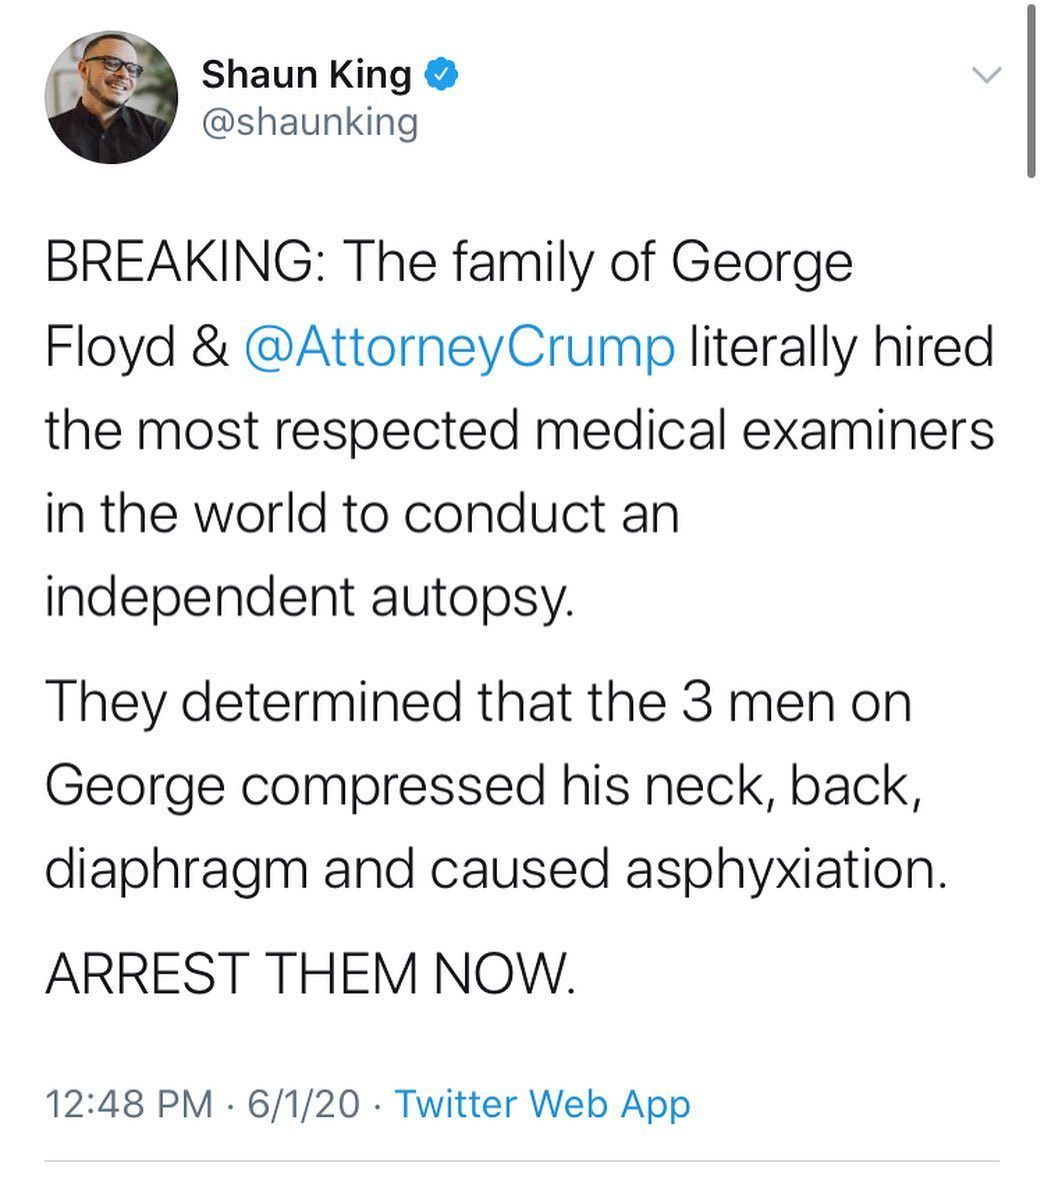 Shaun King
@shaunking
BREAKING: The family of George
Floyd & @AttorneyCrump literally hired
the most respected medical examiners
in the world to conduct an
independent autopsy.
They determined that the 3 men on
George compressed his neck, back,
diaphragm and caused asphyxiation.
ARREST THEM NOW.
12:48 PM · 6/1/20 · Twitter Web App